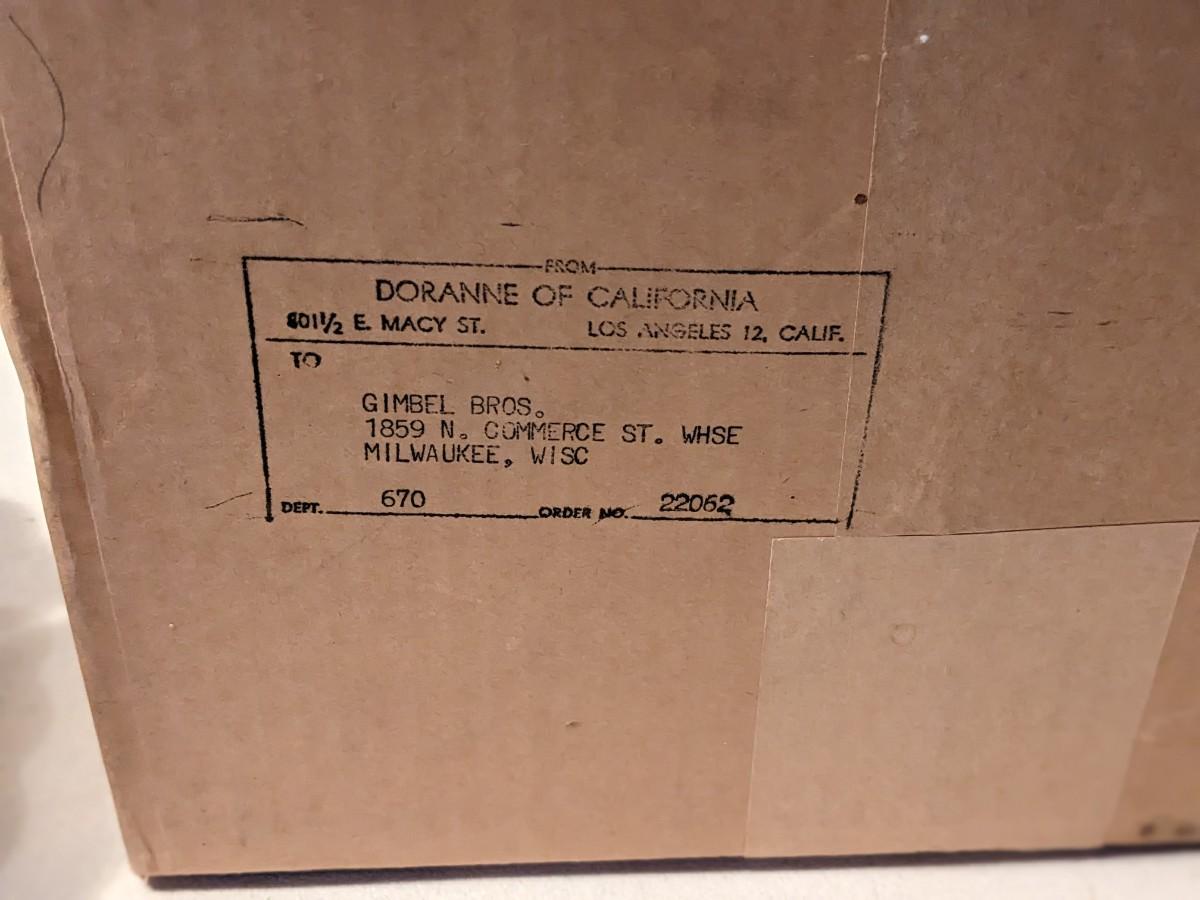 FROM
DORANNE OF CALIFORNIA
801½ E. MACY ST. LOS ANGELES 12, CALIF.
TO
GIMBEL BROS.
1859 N. COMMERCE ST. WHSE
MILWAUKEE, WISC
DEPT. 670 ORDER NO. 22062